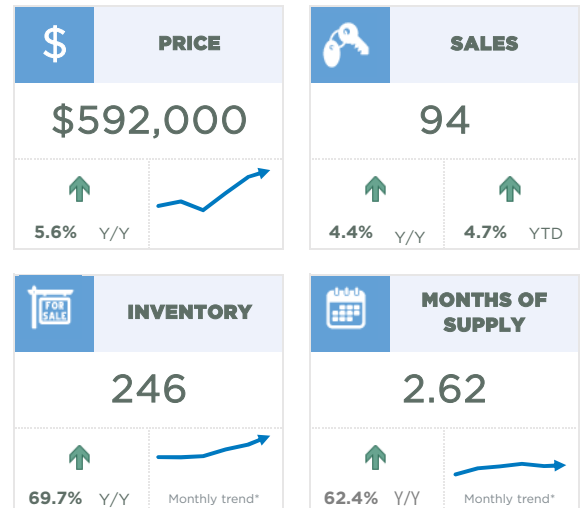 $
PRICE
$592,000
5.6% Y/Y
SALES
94
4.4% Y/Y
4.7% YTD
FOR
SALE
INVENTORY
246
69.7% Y/Y
Monthly trend*
MONTHS OF
SUPPLY
2.62
62.4% Y/Y
Monthly trend*